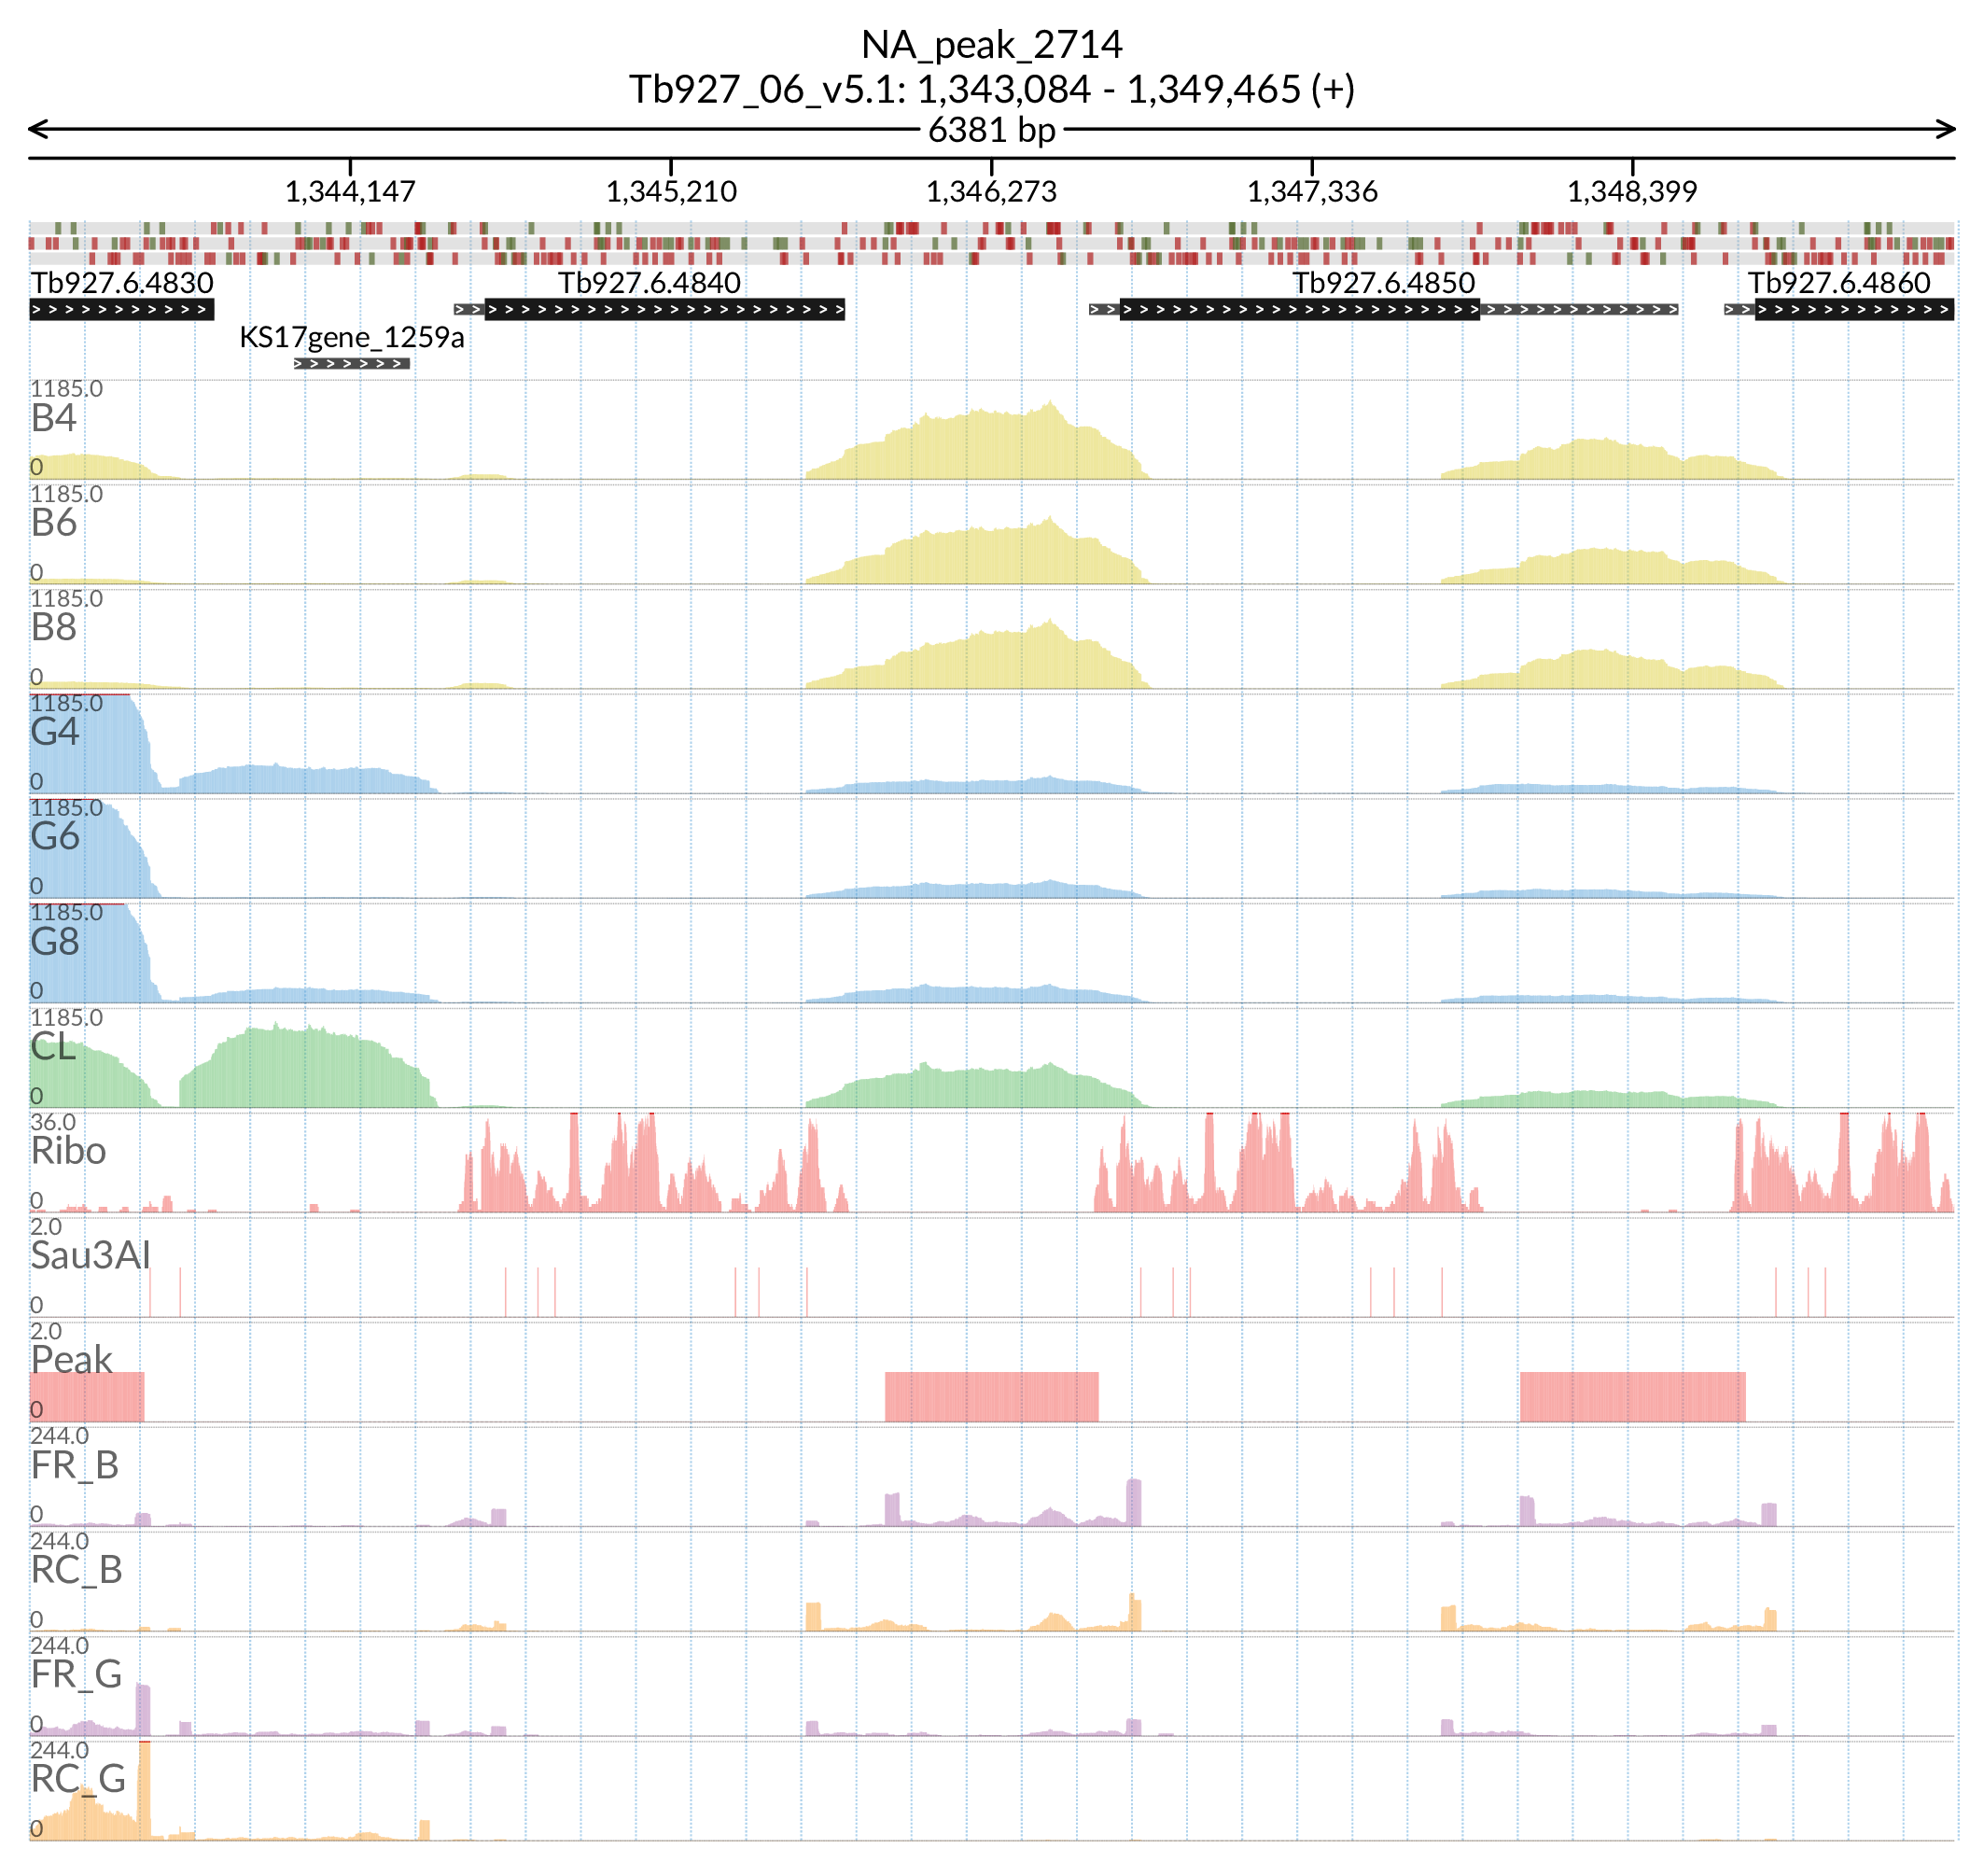 NA_peak_2714
Tb927_06_v5.1: 1,343,084 - 1,349,465 (+)
6381 bp
1,344,147 1,345,210 1,346,273 1,347,336 1,348,399
Tb927.6.4830 Tb927.6.4840 Tb927.6.4850 Tb927.6.4860
KS17gene_1259a
1185.0
B4
0
1185.0
B6
0
1185.0
B8
0
1185.0
G4
0
1185.0
G6
0
1185.0
G8
0
1185.0
CL
0
36.0
Ribo
0
2.0
Sau3AI
0
2.0
Peak
0
244.0
FR_B
0
244.0
RC_B
0
244.0
FR_G
0
244.0
RC_G
0